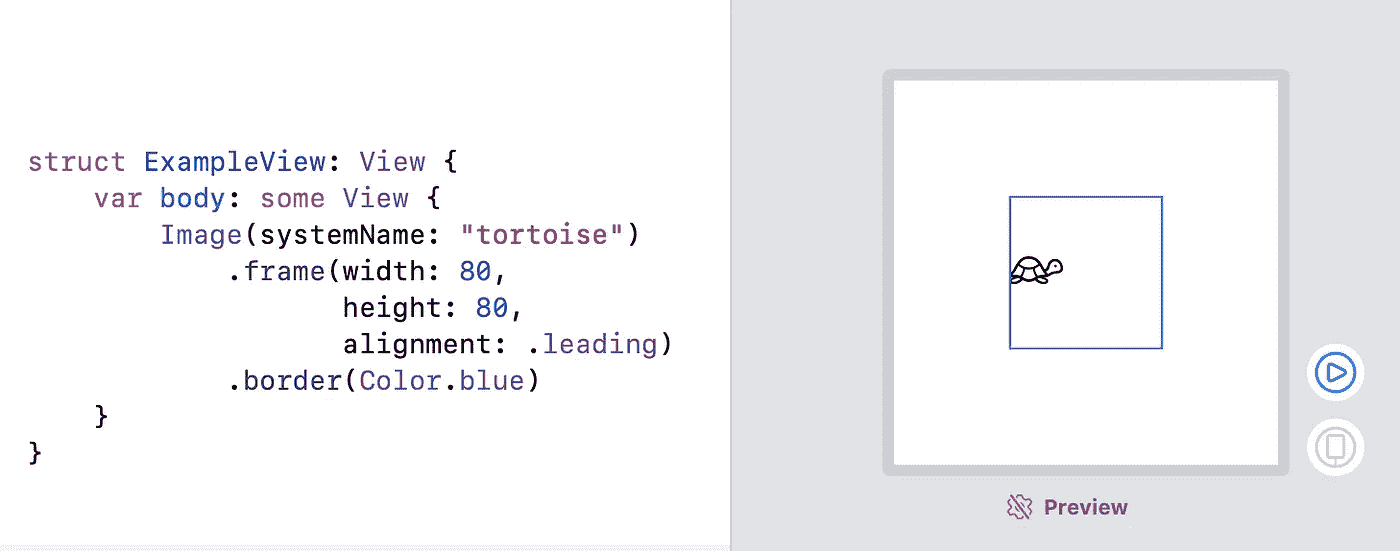 struct ExampleView: View {
    var body: some View {
        Image(systemName: "tortoise")
            .frame(width: 80,
                   height: 80,
                   alignment: .leading)
            .border(Color.blue)
    }
}
Preview